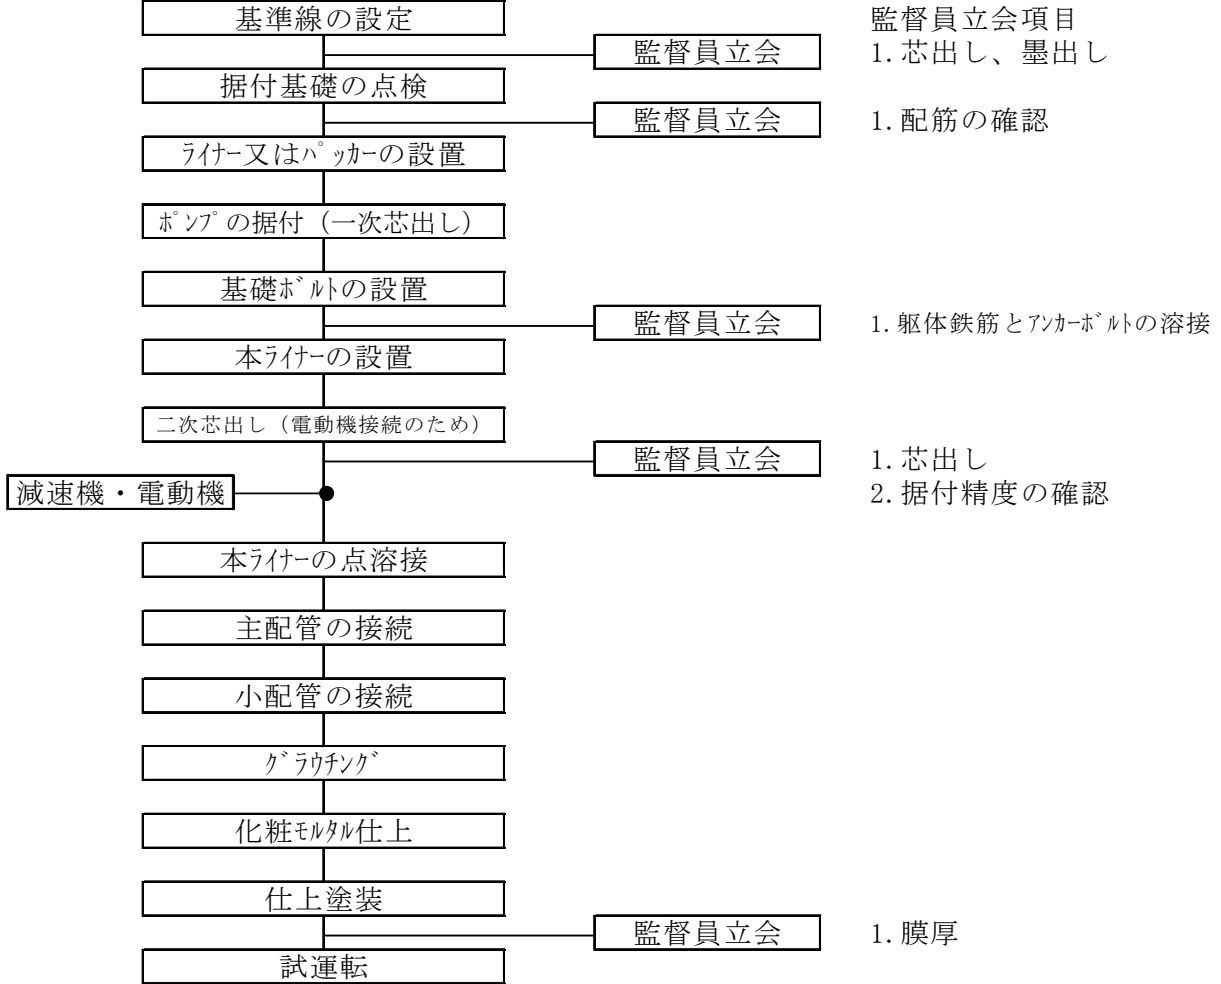 基準線の設定
監督員立会項目
監督員立会
1.芯出し、墨出し
据付基礎の点検
監督員立会
1.配筋の確認
ﾗｲﾅｰ又はﾊﾟｯｶｰの設置
ﾎﾟﾝﾌﾟの据付（一次芯出し）
基礎ﾎﾞﾙﾄの設置
監督員立会
1.躯体鉄筋とｱﾝｶｰﾎﾞﾙﾄの溶接
本ﾗｲﾅｰの設置
二次芯出し（電動機接続のため）
監督員立会
1.芯出し
減速機・電動機
2.据付精度の確認
本ﾗｲﾅｰの点溶接
主配管の接続
小配管の接続
ｸﾞﾗｳﾁﾝｸﾞ
化粧ﾓﾙﾀﾙ仕上
仕上塗装
監督員立会
1.膜厚
試運転